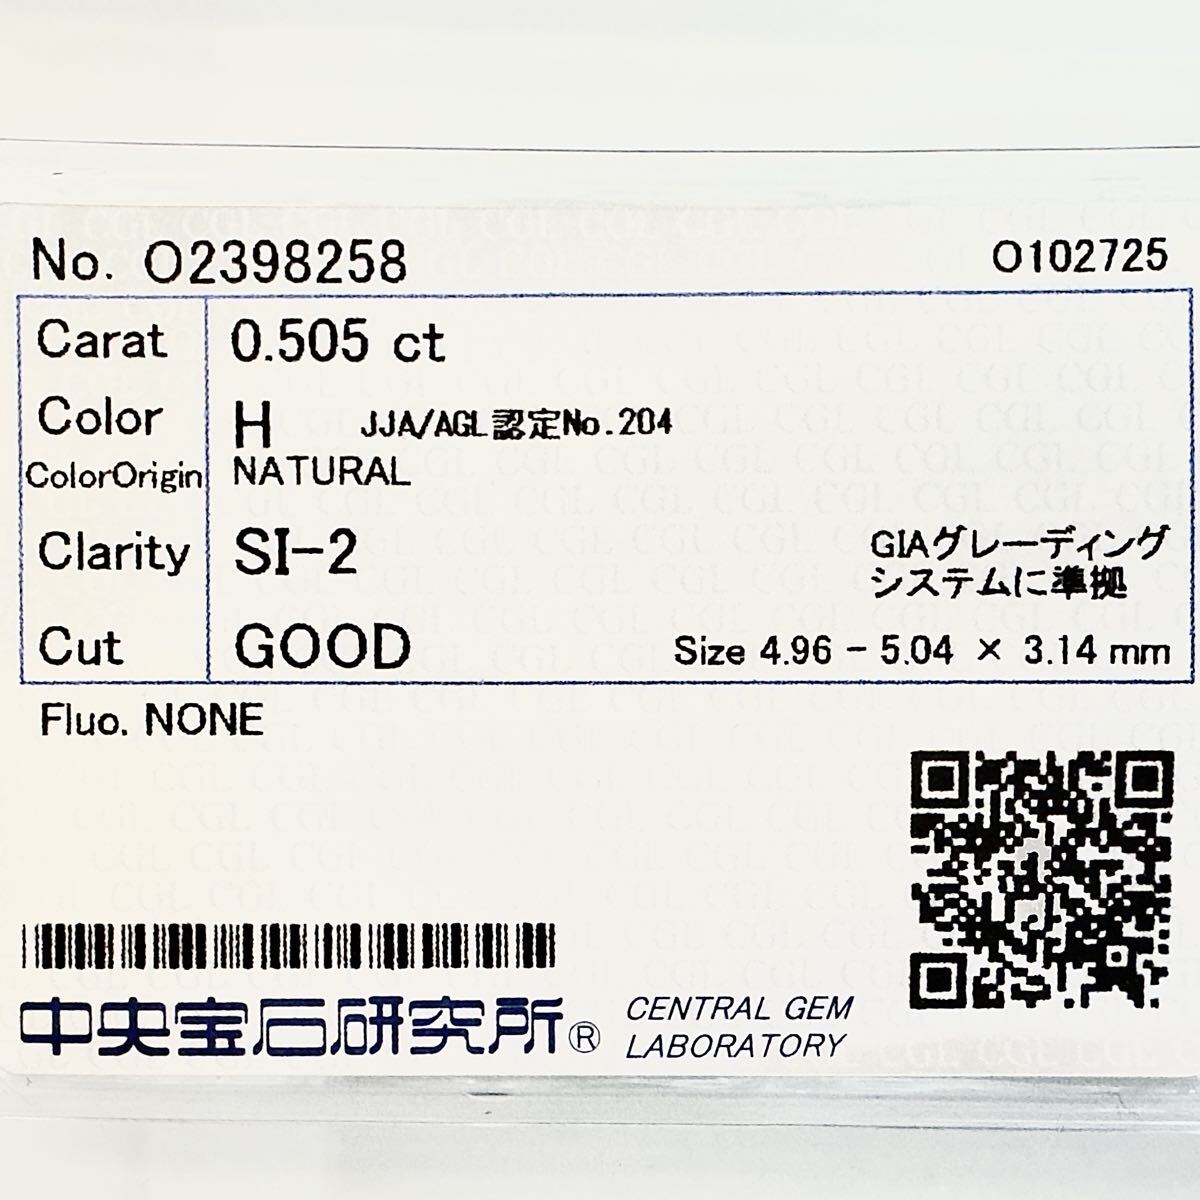 No. O2398258 O102725
Carat 0.505 ct
Color H JJA/AGL認定No.204
ColorOrigin NATURAL
Clarity SI-2 GIAグレーディング
システムに準拠
Cut GOOD Size 4.96 - 5.04 × 3.14 mm
Fluo. NONE
中央宝石研究所® CENTRAL GEM
LABORATORY